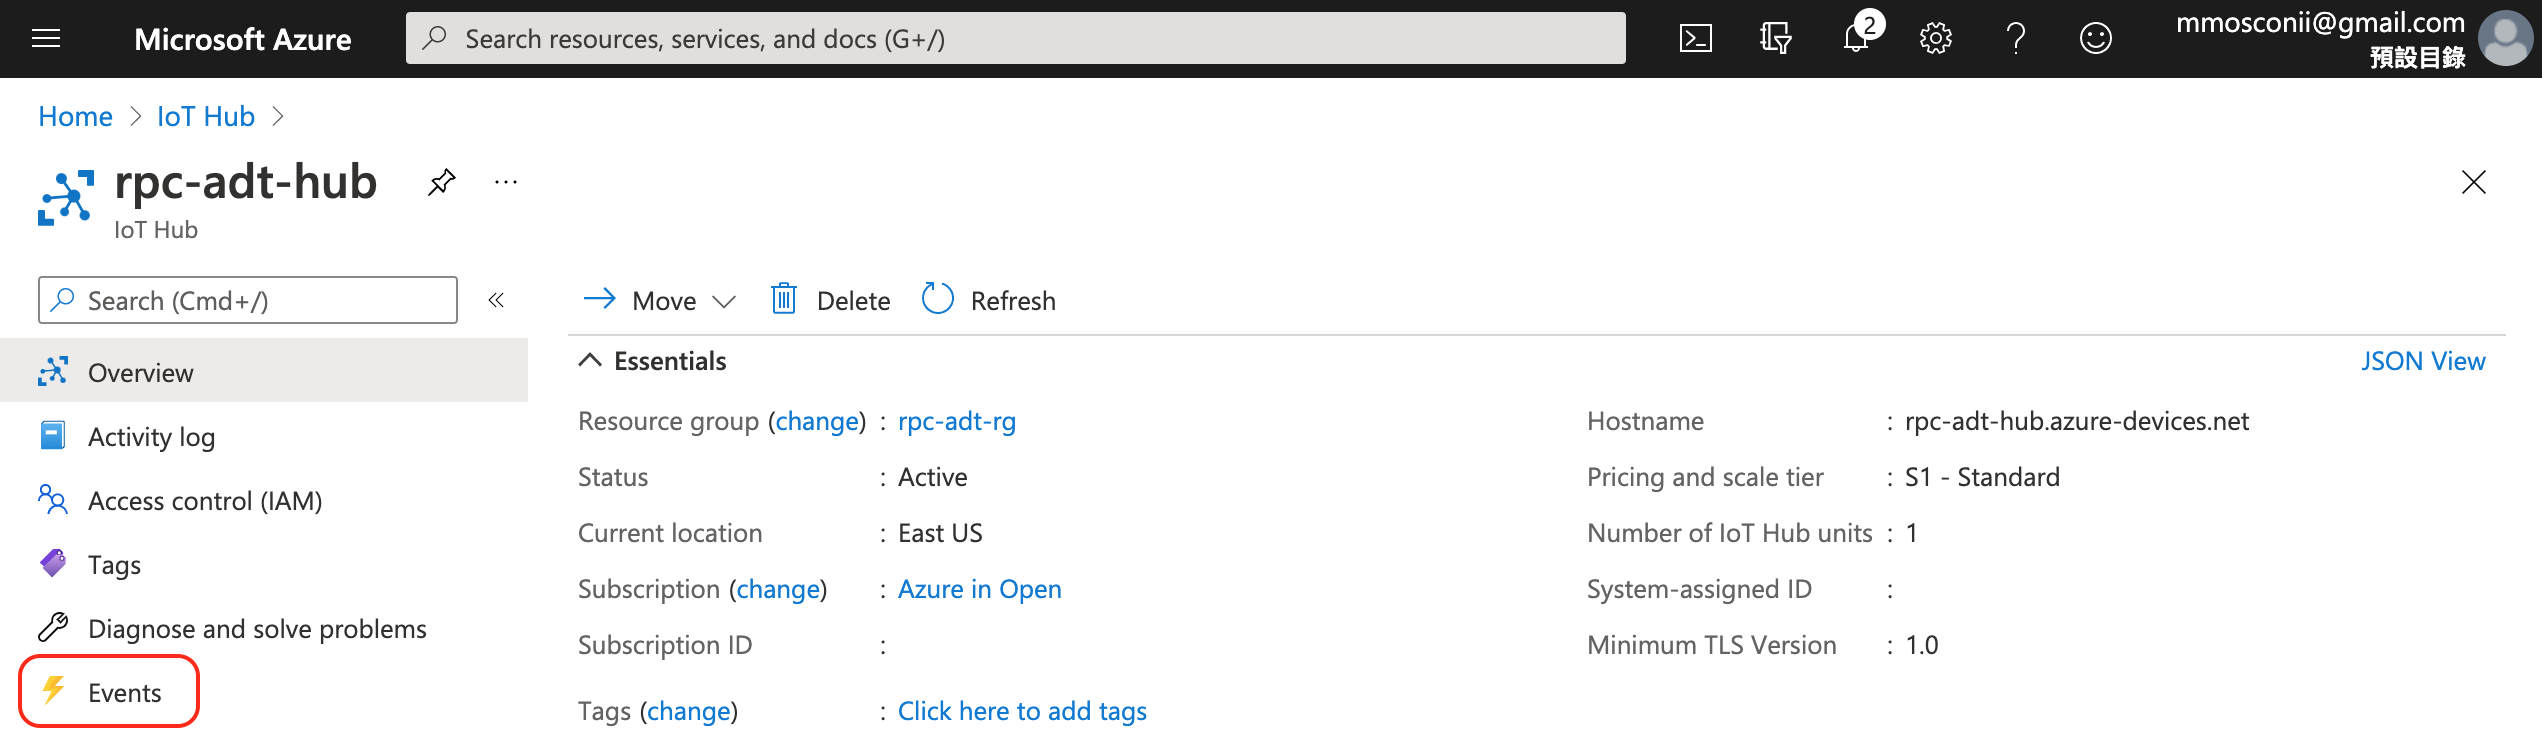 Microsoft Azure
Search resources, services, and docs (G+/)
2
mmosconii@gmail.com
預設目錄
Home > IoT Hub >
rpc-adt-hub
IoT Hub
Search (Cmd+/)
Overview
Activity log
Access control (IAM)
Tags
Diagnose and solve problems
Events
Move
Delete
Refresh
Essentials
JSON View
Resource group (change) : rpc-adt-rg
Status : Active
Current location : East US
Subscription (change) : Azure in Open
Subscription ID :
Tags (change) : Click here to add tags
Hostname : rpc-adt-hub.azure-devices.net
Pricing and scale tier : S1 - Standard
Number of IoT Hub units : 1
System-assigned ID :
Minimum TLS Version : 1.0